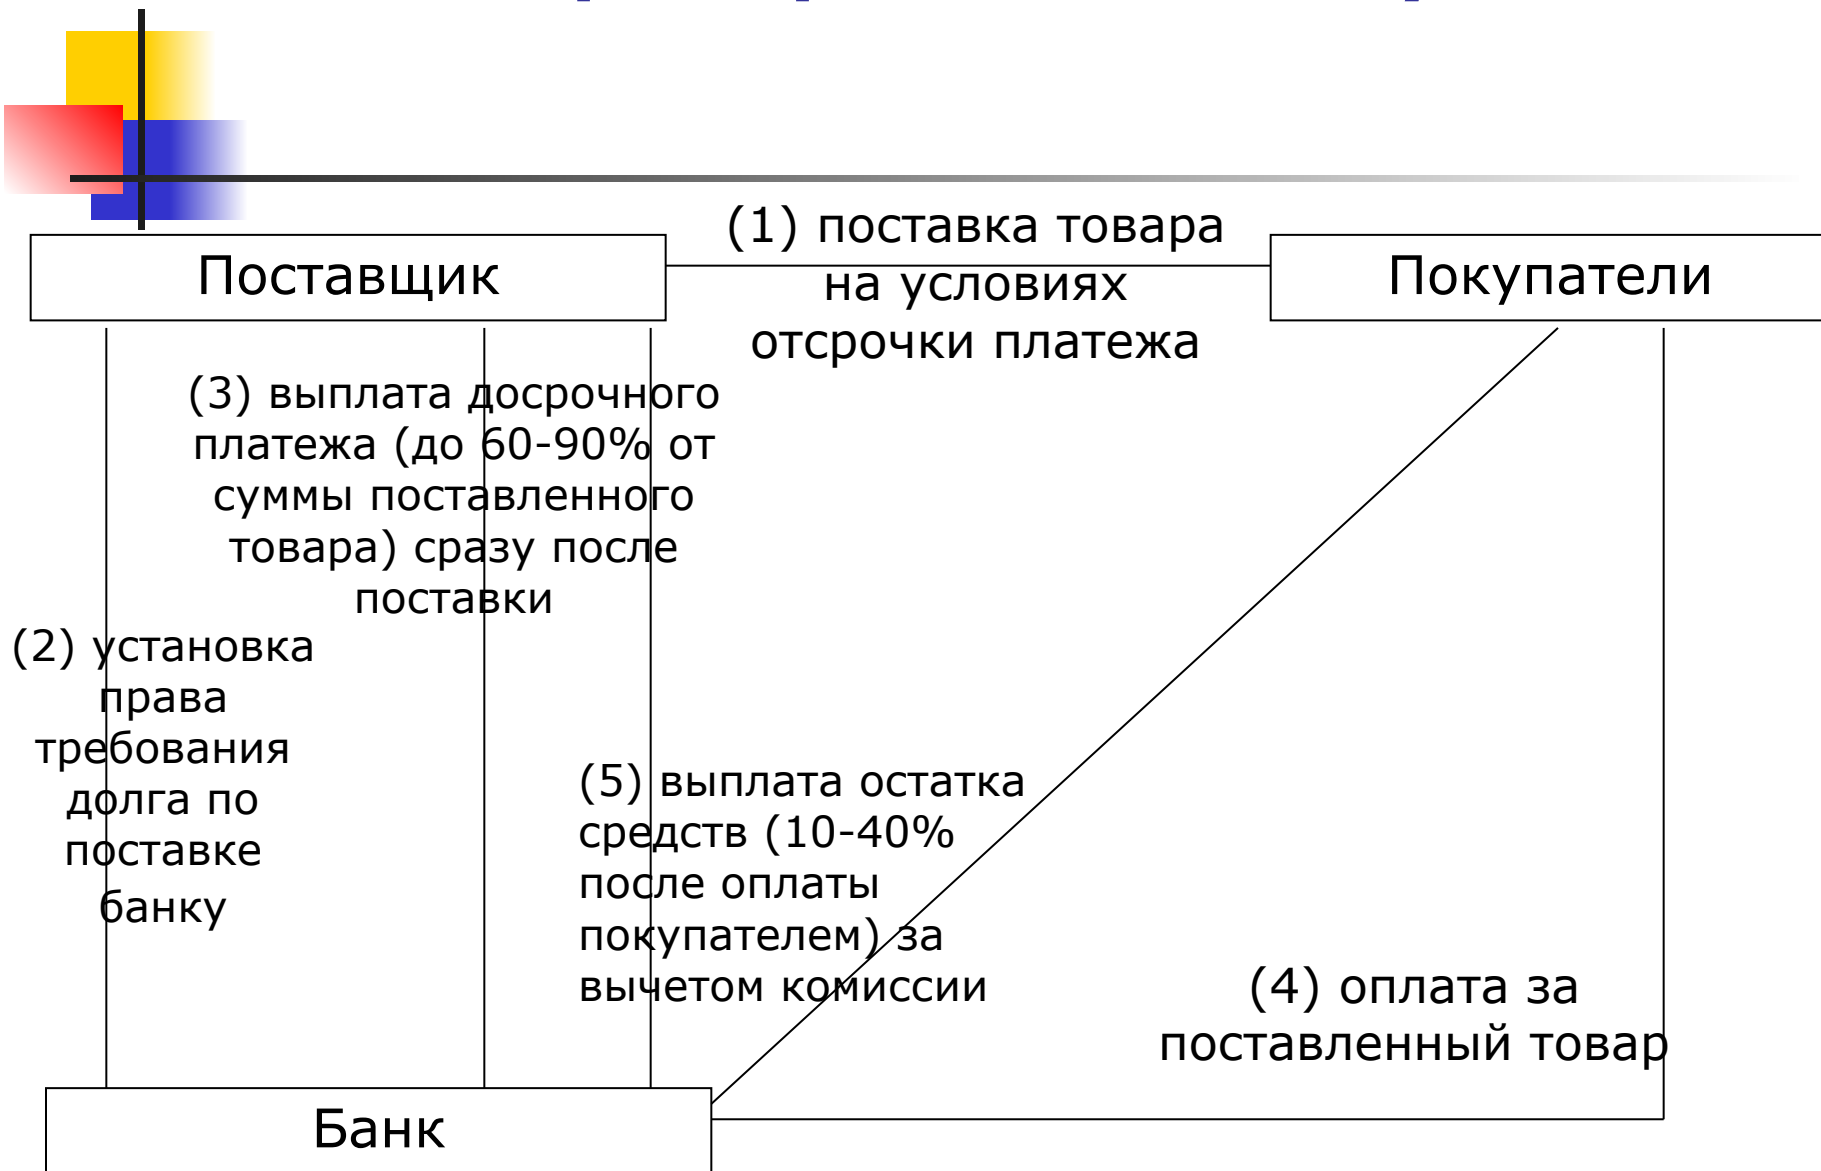 Поставщик
(1) поставка товара
на условиях
отсрочки платежа
Покупатели
(3) выплата досрочного
платежа (до 60-90% от
суммы поставленного
товара) сразу после
поставки
(2) установка
права
требования
долга по
поставке
банку
(5) выплата остатка
средств (10-40%
после оплаты
покупателем) за
вычетом комиссии
(4) оплата за
поставленный товар
Банк